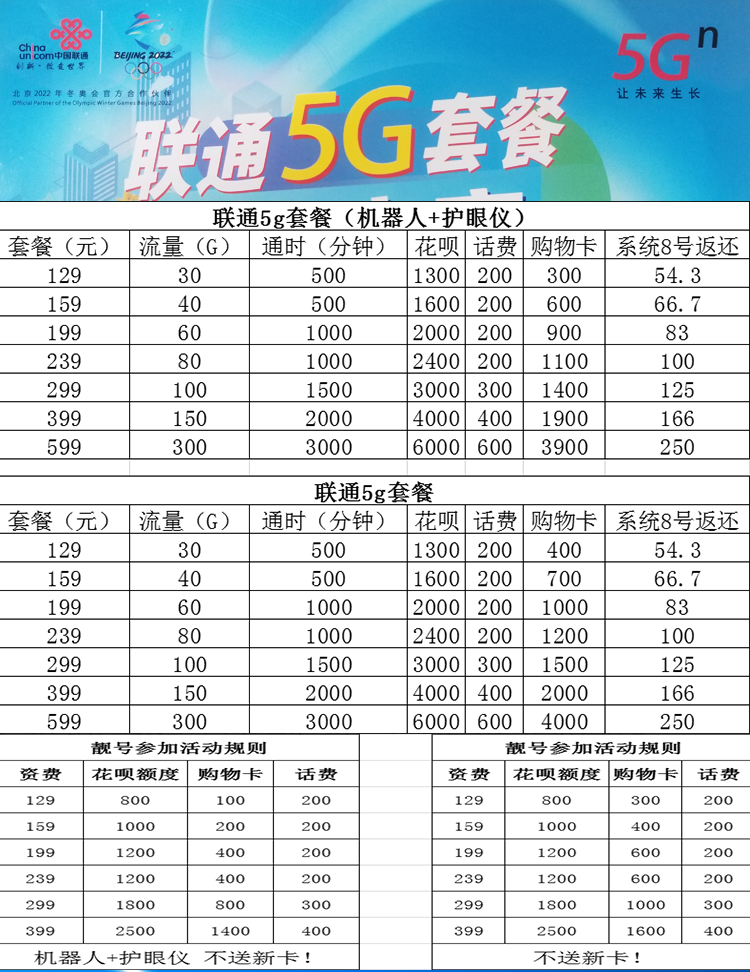 China
unicom中国联通
创新·改变世界
BEIJING 2022
北京2022年冬奥会官方合作伙伴
Official Partner of the Olympic Winter Games Beijing 2022
5Gⁿ
让未来生长
联通5G套餐
联通5g套餐（机器人+护眼仪）
套餐（元） 流量（G） 通时（分钟） 花呗 话费 购物卡 系统8号返还
129 30 500 1300 200 300 54.3
159 40 500 1600 200 600 66.7
199 60 1000 2000 200 900 83
239 80 1000 2400 200 1100 100
299 100 1500 3000 300 1400 125
399 150 2000 4000 400 1900 166
599 300 3000 6000 600 3900 250
联通5g套餐
套餐（元） 流量（G） 通时（分钟） 花呗 话费 购物卡 系统8号返还
129 30 500 1300 200 400 54.3
159 40 500 1600 200 700 66.7
199 60 1000 2000 200 1000 83
239 80 1000 2400 200 1200 100
299 100 1500 3000 300 1500 125
399 150 2000 4000 400 2000 166
599 300 3000 6000 600 4000 250
靓号参加活动规则
资费 花呗额度 购物卡 话费
129 800 100 200
159 1000 200 200
199 1200 400 200
239 1200 400 200
299 1800 800 300
399 2500 1400 400
机器人+护眼仪 不送新卡！
靓号参加活动规则
资费 花呗额度 购物卡 话费
129 800 300 200
159 1000 400 200
199 1200 600 200
239 1200 600 200
299 1800 1000 300
399 2500 1600 400
不送新卡！